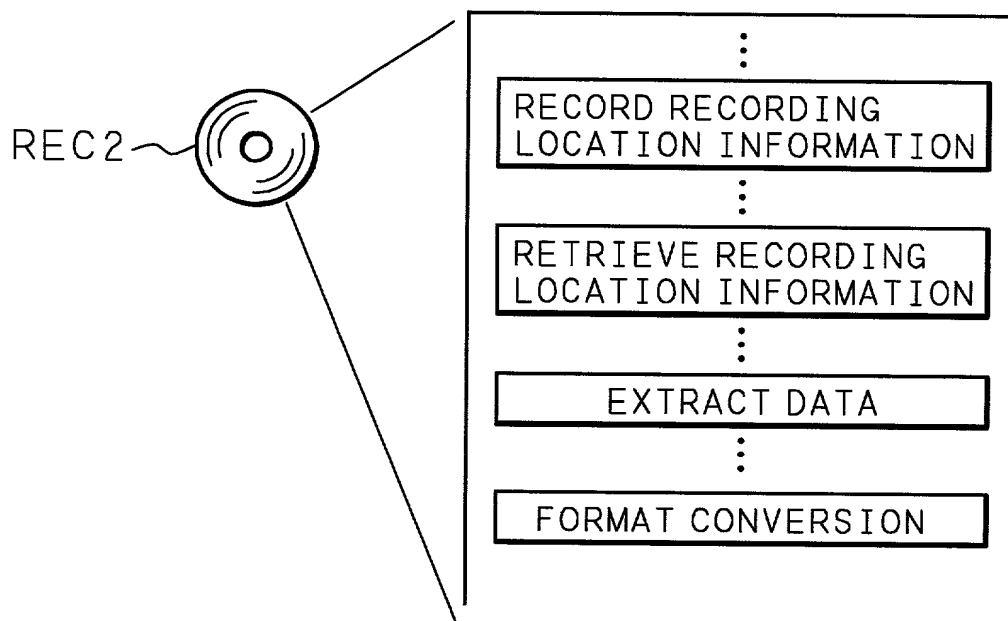 REC2
RECORD RECORDING
LOCATION INFORMATION
RETRIEVE RECORDING
LOCATION INFORMATION
EXTRACT DATA
FORMAT CONVERSION